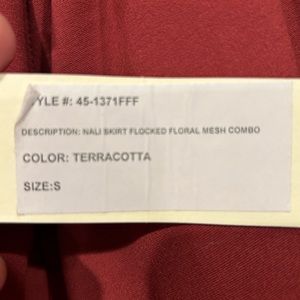 YLE #: 45-1371FFF
DESCRIPTION: NALI SKIRT FLOCKED FLORAL MESH COMBO
COLOR: TERRACOTTA
SIZE:S